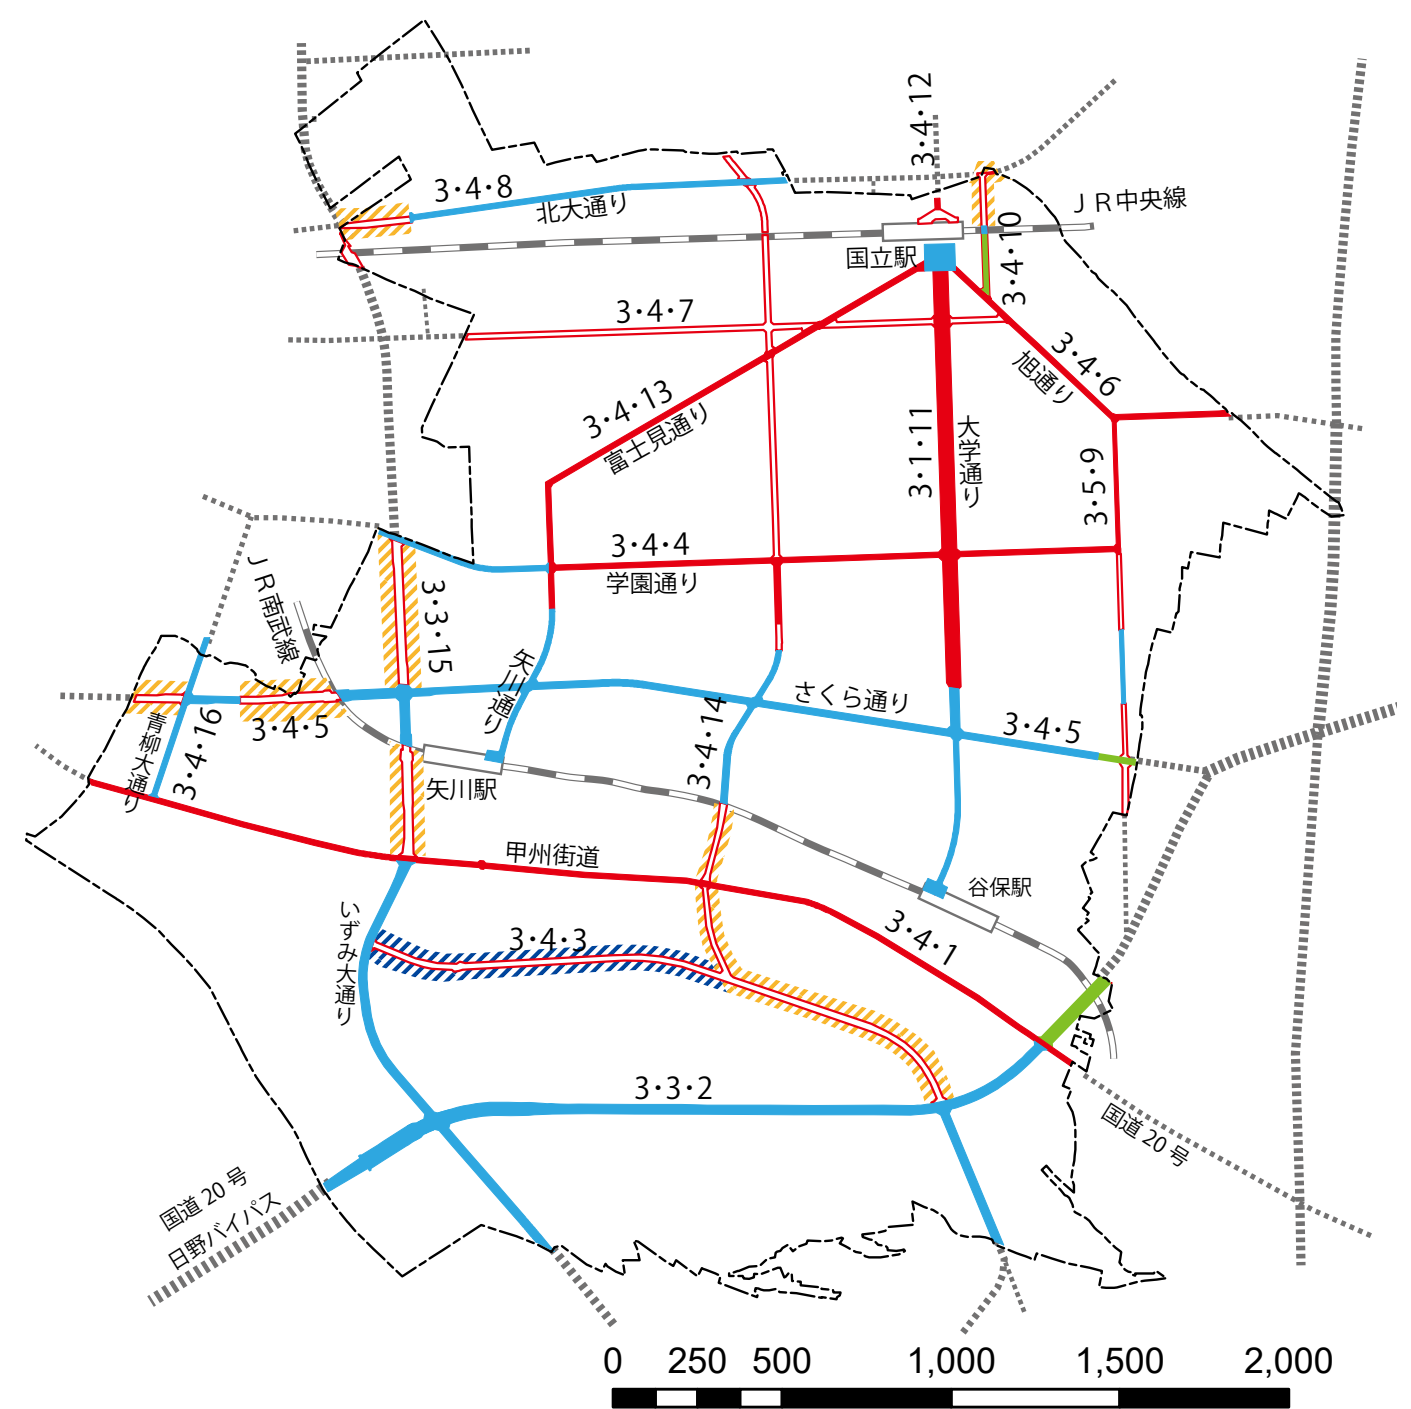 3・4・12
3・4・8
北大通り
JR中央線
国立駅
3・4・10
3・4・7
3・4・6
旭通り
3・4・13
富士見通り
3・1・11
大学通り
3・5・9
3・4・4
学園通り
JR南武線
3・3・15
矢川通り
さくら通り
3・4・14
3・4・5
3・4・5
青柳大通り
3・4・16
矢川駅
甲州街道
谷保駅
いずみ大通り
3・4・3
3・4・1
3・3・2
国道20号
国道20号
日野バイパス
0 250 500 1,000 1,500 2,000